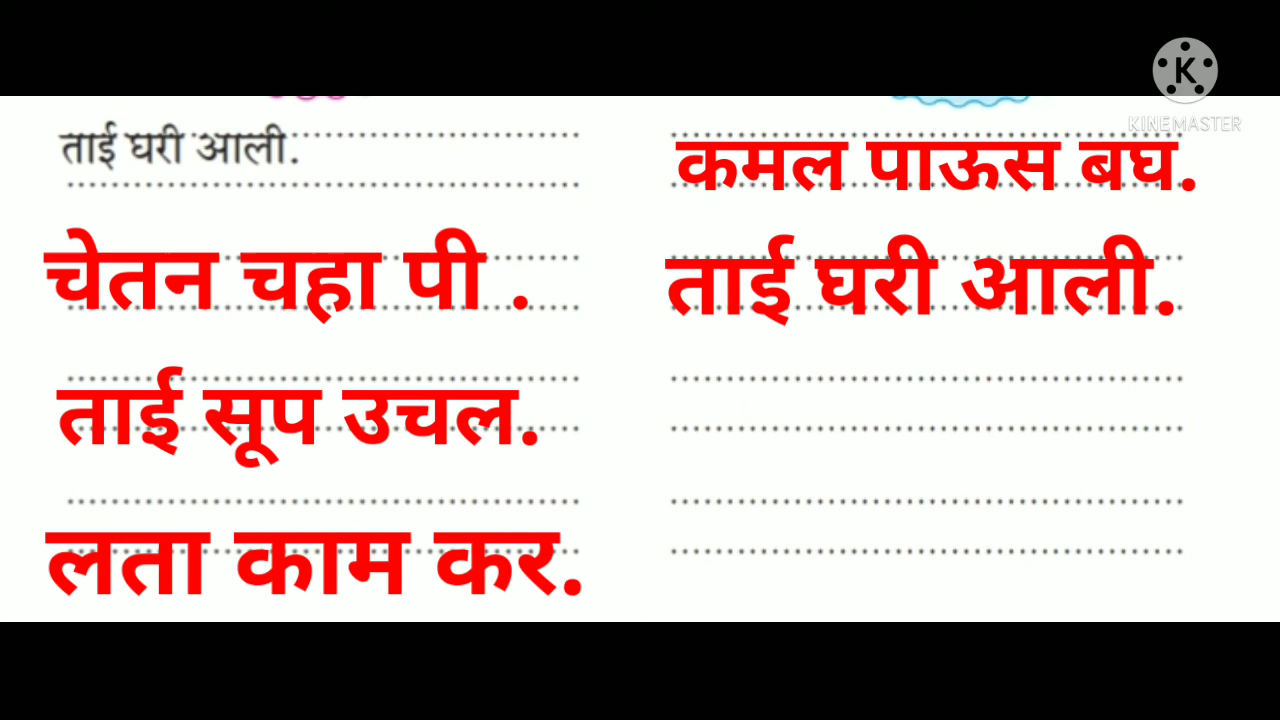 ताई घरी आली.
चेतन चहा पी .
ताई सूप उचल.
लता काम कर.
कमल पाऊस बघ.
ताई घरी आली.
K
KINEMASTER